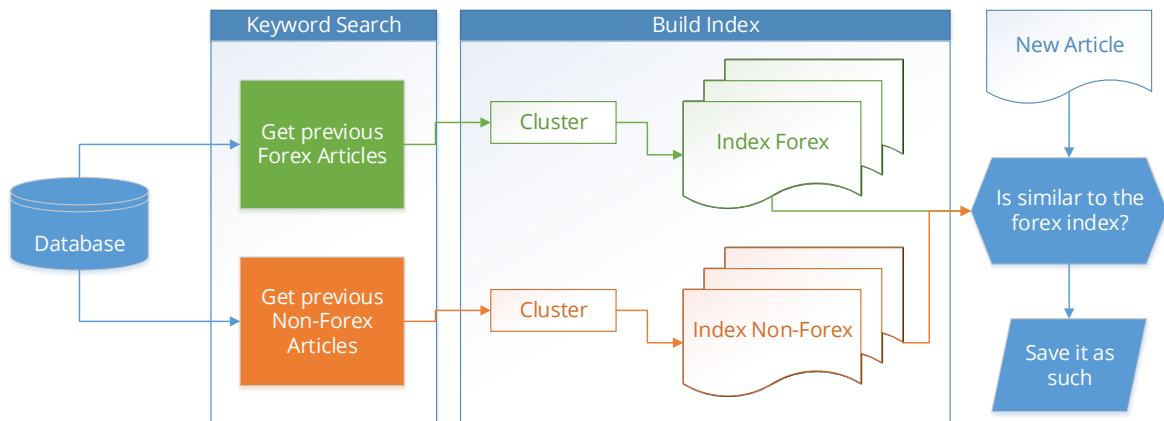 Keyword Search
Build Index
New Article
Get previous
Forex Articles
Cluster
Index Forex
Database
Is similar to the
forex index?
Get previous
Non-Forex
Articles
Cluster
Index Non-Forex
Save it as
such